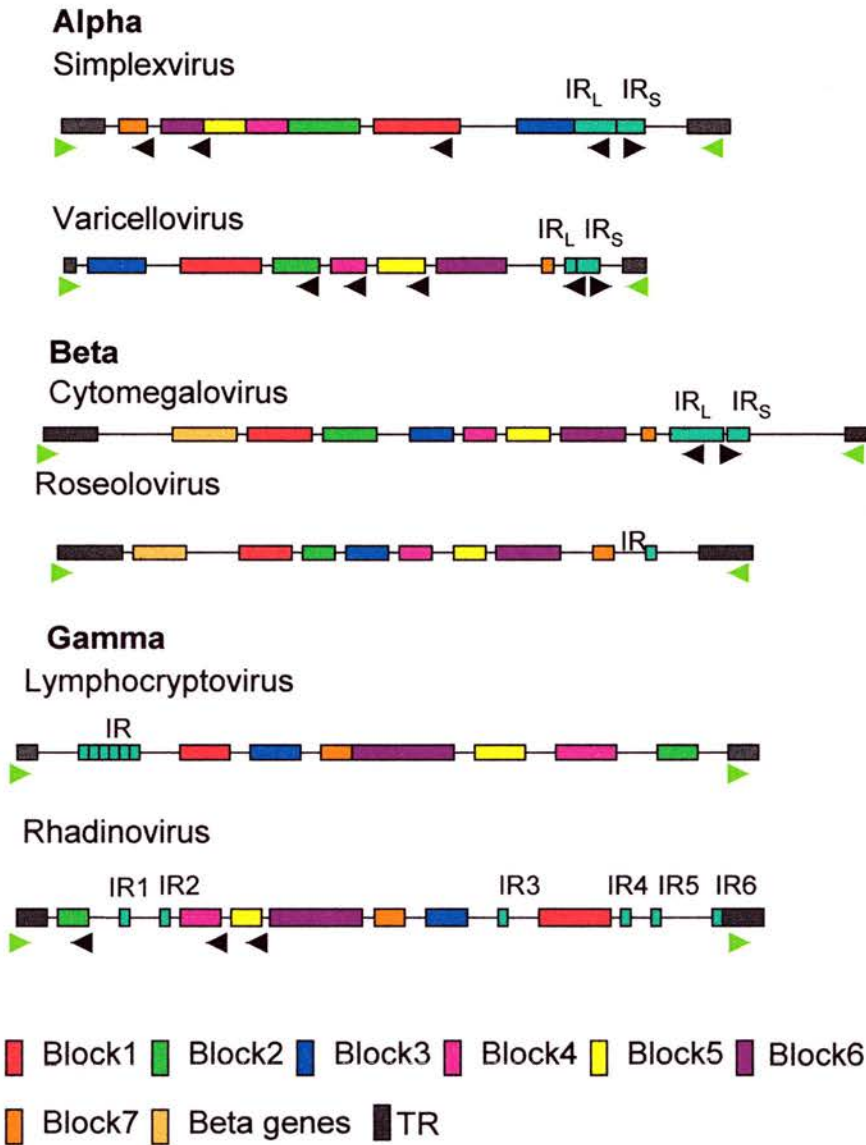 Alpha
Simplexvirus
IRL IRS
Varicellovirus
IRL IRS
Beta
Cytomegalovirus
IRL IRS
Roseolovirus
IR
Gamma
Lymphocryptovirus
IR
Rhadinovirus
IR1 IR2 IR3 IR4 IR5 IR6
Block1 Block2 Block3 Block4 Block5 Block6
Block7 Beta genes TR